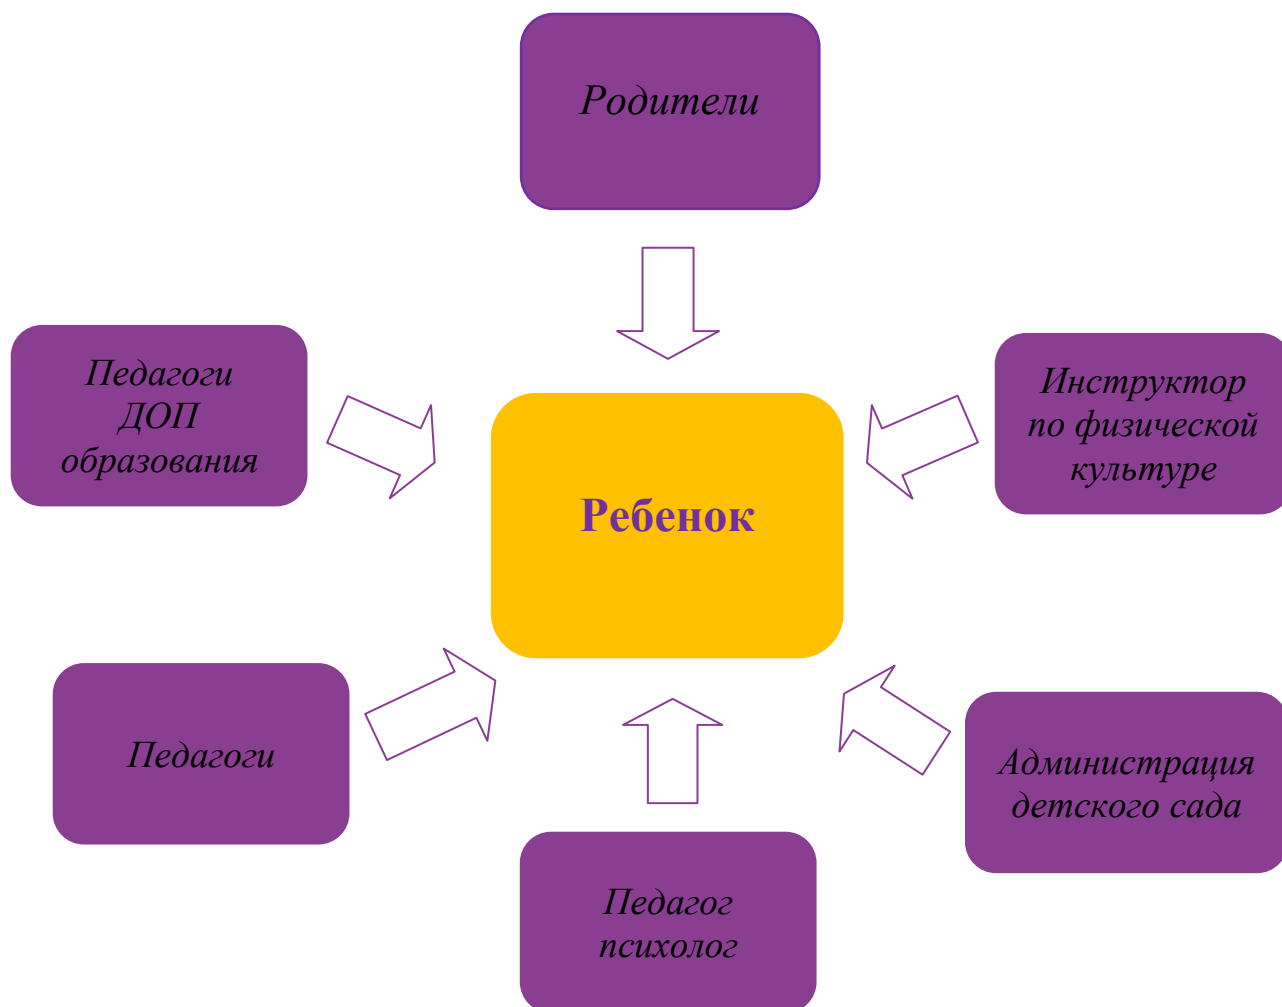 Родители
Педагоги
ДОП
образования
Инструктор
по физической
культуре
Ребенок
Педагоги
Администрация
детского сада
Педагог
психолог